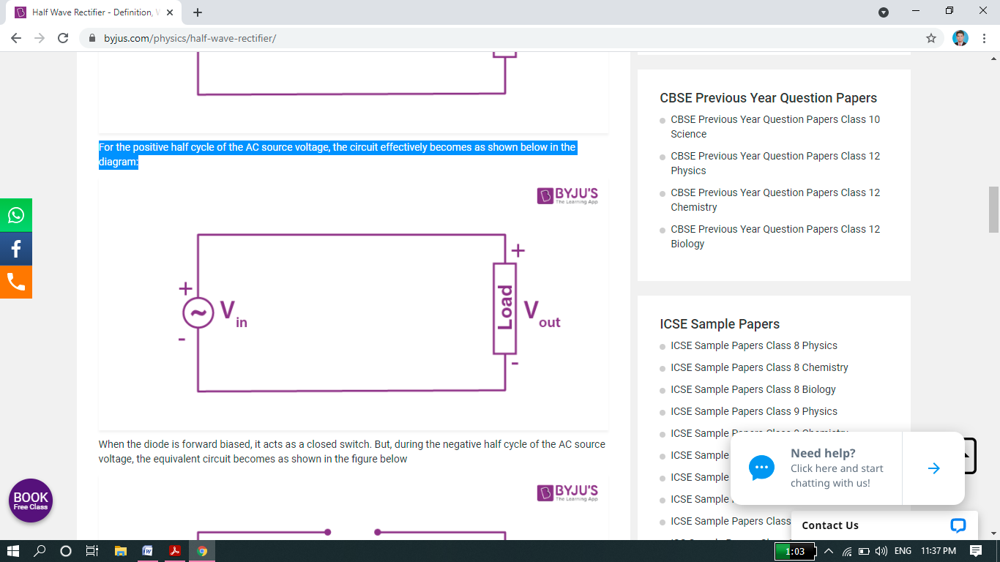 Half Wave Rectifier - Definition, W
byjus.com/physics/half-wave-rectifier/
For the positive half cycle of the AC source voltage, the circuit effectively becomes as shown below in the
diagram:
BYJU'S
The Learning App
+
+
Load
V in
V out
-
-
When the diode is forward biased, it acts as a closed switch. But, during the negative half cycle of the AC source
voltage, the equivalent circuit becomes as shown in the figure below
BYJU'S
The Learning App
BOOK
Free Class
CBSE Previous Year Question Papers
CBSE Previous Year Question Papers Class 10
Science
CBSE Previous Year Question Papers Class 12
Physics
CBSE Previous Year Question Papers Class 12
Chemistry
CBSE Previous Year Question Papers Class 12
Biology
ICSE Sample Papers
ICSE Sample Papers Class 8 Physics
ICSE Sample Papers Class 8 Chemistry
ICSE Sample Papers Class 8 Biology
ICSE Sample Papers Class 9 Physics
ICSE Sample
ICSE Sample
ICSE Sample
ICSE Sample
ICSE Sample Papers Class
Need help?
Click here and start
chatting with us!
Contact Us
1:03
ENG
11:37 PM